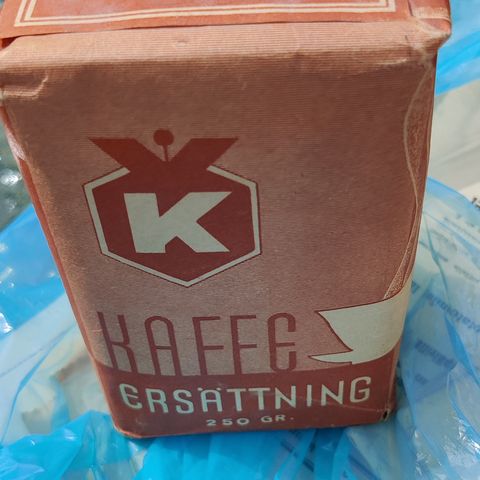 K
KAFFE
ERSÄTTNING
250 GR.